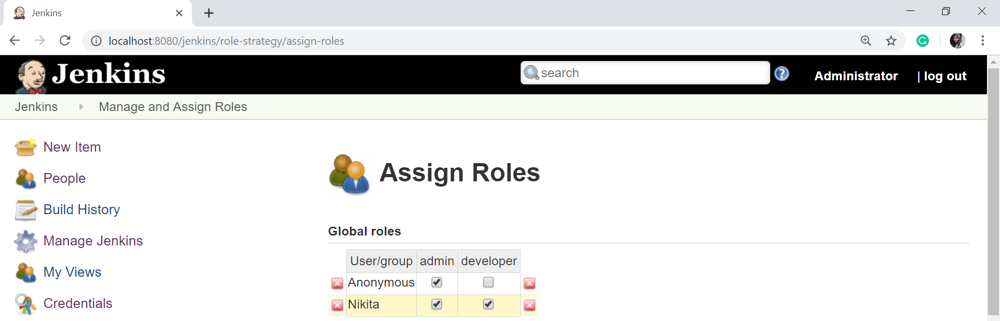 Jenkins
localhost:8080/jenkins/role-strategy/assign-roles
Jenkins
search
Administrator
| log out
Jenkins
Manage and Assign Roles
New Item
People
Build History
Manage Jenkins
My Views
Credentials
Assign Roles
Global roles
User/group admin developer
Anonymous
Nikita